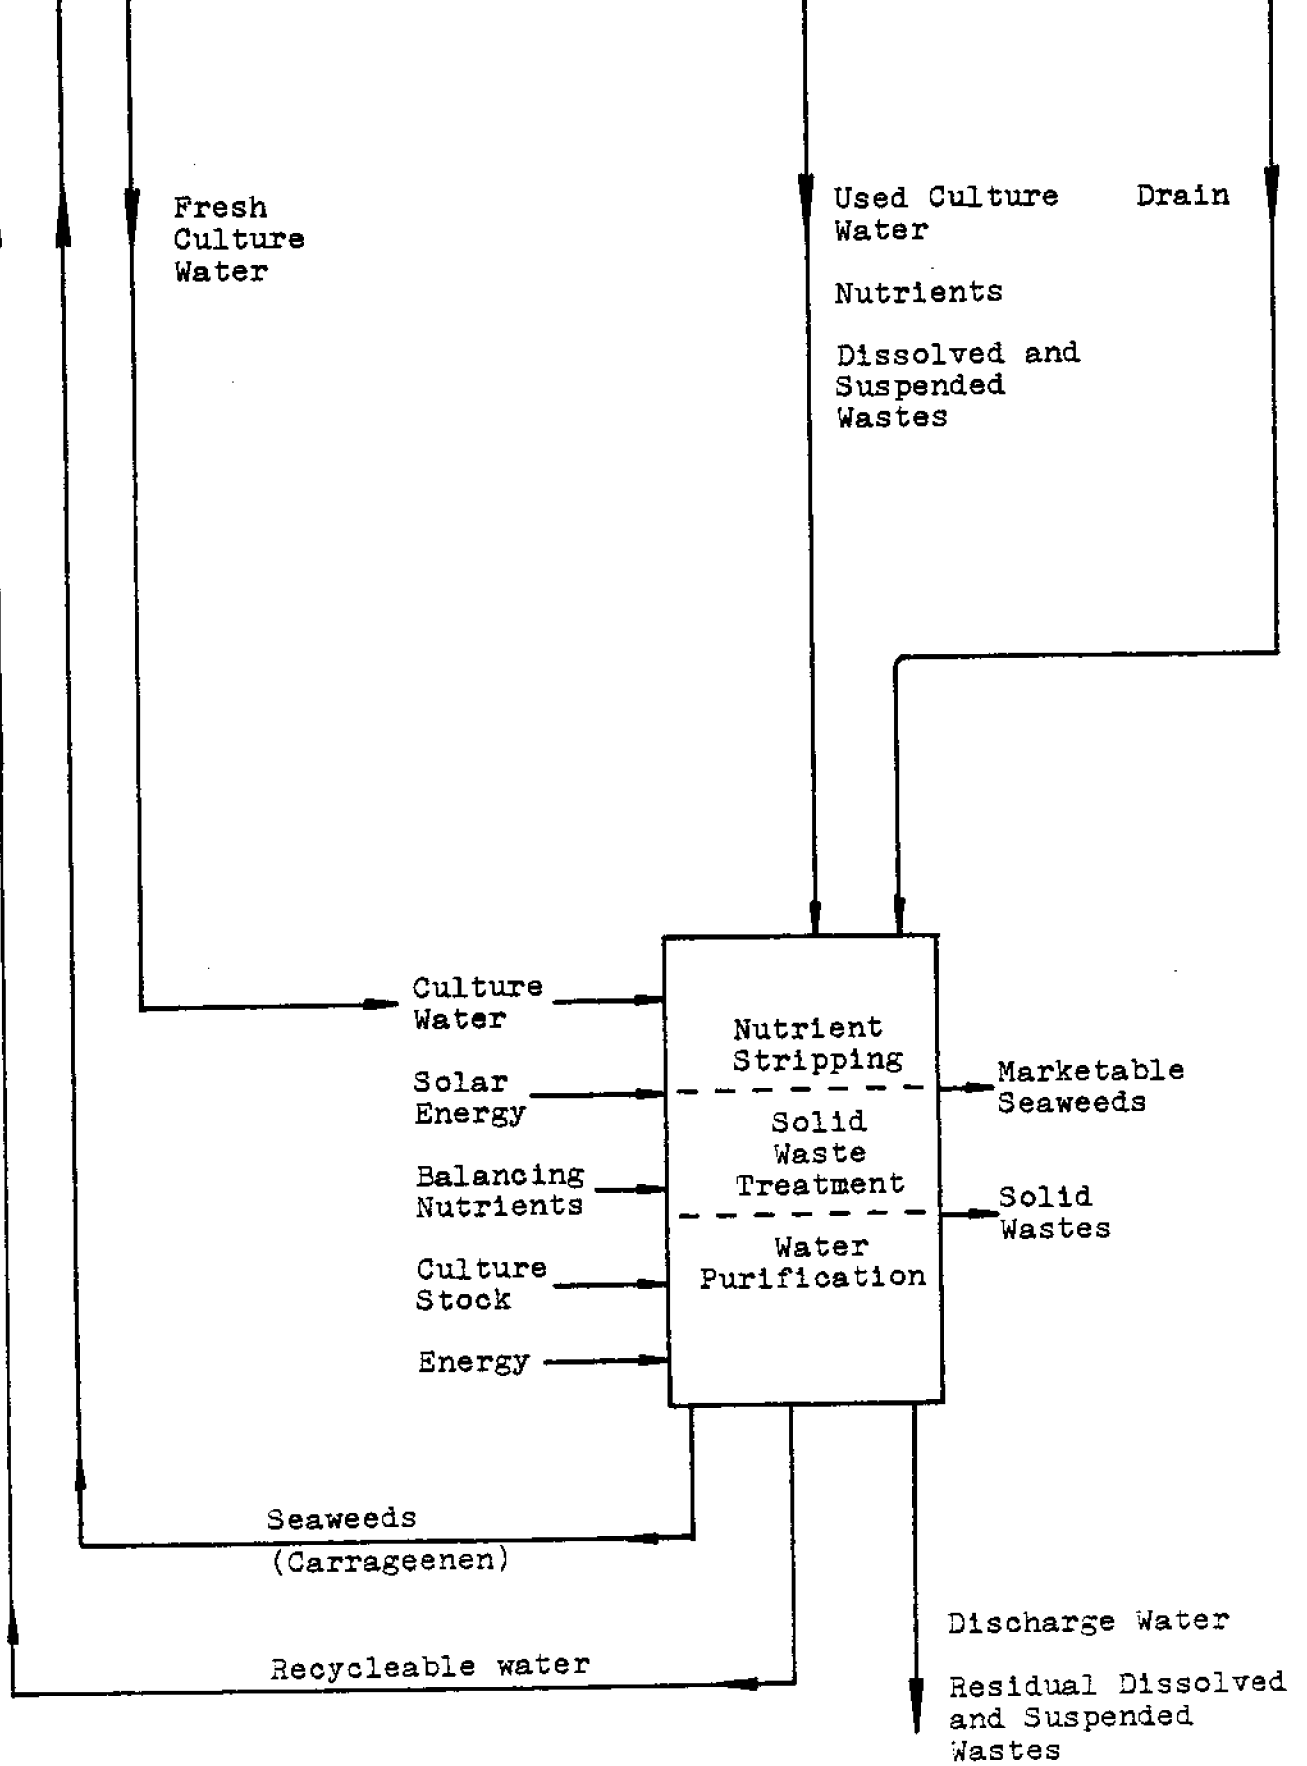 Fresh
Culture
Water
Used Culture
Water
Nutrients
Dissolved and
Suspended
Wastes
Drain
Culture
Water
Solar
Energy
Balancing
Nutrients
Culture
Stock
Energy
Nutrient
Stripping
Solid
Waste
Treatment
Water
Purification
Marketable
Seaweeds
Solid
Wastes
Seaweeds
(Carrageenen)
Recycleable water
Discharge Water
Residual Dissolved
and Suspended
Wastes